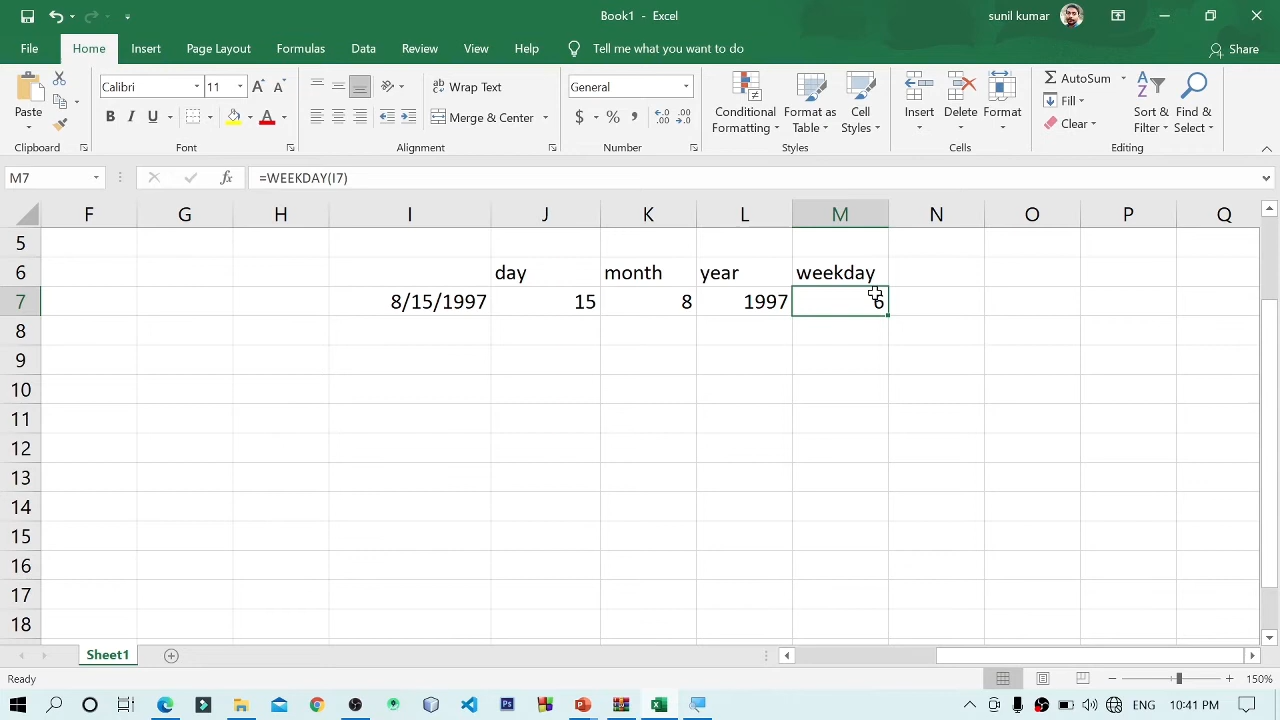 Book1 - Excel
sunil kumar
File Home Insert Page Layout Formulas Data Review View Help Tell me what you want to do Share
Paste
Clipboard
Calibri 11
B I U A
Font
ab Wrap Text
Merge & Center
Alignment
General
$ % ,
Number
Conditional Formatting
Format as Table
Cell Styles
Styles
Insert Delete Format
Cells
AutoSum
Fill
Clear
Sort & Filter
Find & Select
Editing
M7 fx =WEEKDAY(I7)
F G H I J K L M N O P Q
5
6 day month year weekday
7 8/15/1997 15 8 1997 6
8
9
10
11
12
13
14
15
16
17
18
Sheet1
Ready 150%
ENG 10:41 PM